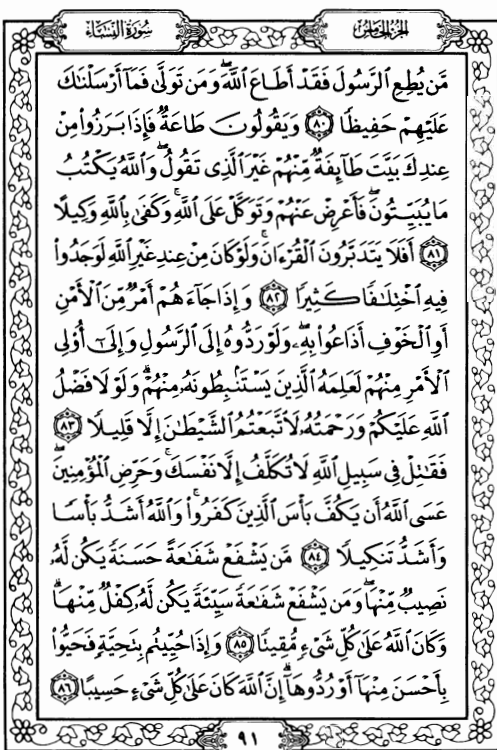 الجزء الخامس
سورة النساء
مَّن يُطِعِ ٱلرَّسُولَ فَقَدْ أَطَاعَ ٱللَّهَۖ وَمَن تَوَلَّىٰ فَمَآ أَرْسَلْنَٰكَ
عَلَيْهِمْ حَفِيظًا ٨٠ وَيَقُولُونَ طَاعَةٌ فَإِذَا بَرَزُوا۟ مِنْ
عِندِكَ بَيَّتَ طَآئِفَةٌ مِّنْهُمْ غَيْرَ ٱلَّذِى تَقُولُۖ وَٱللَّهُ يَكْتُبُ
مَا يُبَيِّتُونَۖ فَأَعْرِضْ عَنْهُمْ وَتَوَكَّلْ عَلَى ٱللَّهِۚ وَكَفَىٰ بِٱللَّهِ وَكِيلًا
٨١ أَفَلَا يَتَدَبَّرُونَ ٱلْقُرْءَانَۚ وَلَوْ كَانَ مِنْ عِندِ غَيْرِ ٱللَّهِ لَوَجَدُوا۟
فِيهِ ٱخْتِلَٰفًا كَثِيرًا ٨٢ وَإِذَا جَآءَهُمْ أَمْرٌ مِّنَ ٱلْأَمْنِ
أَوِ ٱلْخَوْفِ أَذَاعُوا۟ بِهِۦۖ وَلَوْ رَدُّوهُ إِلَى ٱلرَّسُولِ وَإِلَىٰٓ أُو۟لِى
ٱلْأَمْرِ مِنْهُمْ لَعَلِمَهُ ٱلَّذِينَ يَسْتَنۢبِطُونَهُۥ مِنْهُمْۗ وَلَوْلَا فَضْلُ
ٱللَّهِ عَلَيْكُمْ وَرَحْمَتُهُۥ لَٱتَّبَعْتُمُ ٱلشَّيْطَٰنَ إِلَّا قَلِيلًا ٨٣
فَقَٰتِلْ فِى سَبِيلِ ٱللَّهِ لَا تُكَلَّفُ إِلَّا نَفْسَكَۚ وَحَرِّضِ ٱلْمُؤْمِنِينَۖ
عَسَى ٱللَّهُ أَن يَكُفَّ بَأْسَ ٱلَّذِينَ كَفَرُوا۟ۚ وَٱللَّهُ أَشَدُّ بَأْسًا
وَأَشَدُّ تَنكِيلًا ٨٤ مَّن يَشْفَعْ شَفَٰعَةً حَسَنَةً يَكُن لَّهُۥ
نَصِيبٌ مِّنْهَاۖ وَمَن يَشْفَعْ شَفَٰعَةً سَيِّئَةً يَكُن لَّهُۥ كِفْلٌ مِّنْهَاۗ
وَكَانَ ٱللَّهُ عَلَىٰ كُلِّ شَىْءٍ مُّقِيتًا ٨٥ وَإِذَا حُيِّيتُم بِتَحِيَّةٍ فَحَيُّوا۟
بِأَحْسَنَ مِنْهَآ أَوْ رُدُّوهَآۗ إِنَّ ٱللَّهَ كَانَ عَلَىٰ كُلِّ شَىْءٍ حَسِيبًا ٨٦
٩١